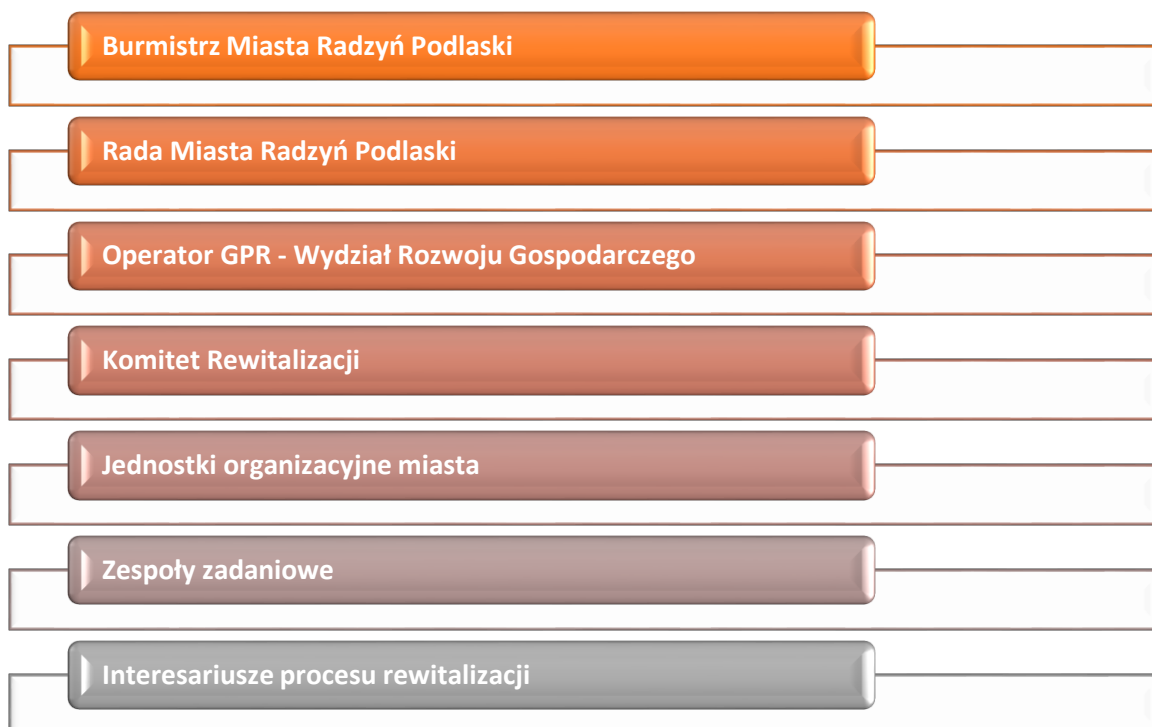 Burmistrz Miasta Radzyń Podlaski
Rada Miasta Radzyń Podlaski
Operator GPR - Wydział Rozwoju Gospodarczego
Komitet Rewitalizacji
Jednostki organizacyjne miasta
Zespoły zadaniowe
Interesariusze procesu rewitalizacji